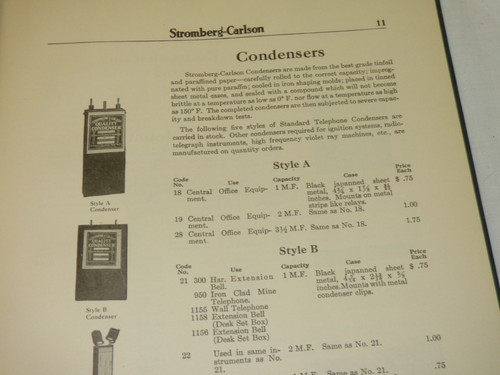 Stromberg-Carlson 11
Condensers
Stromberg-Carlson Condensers are made from the best grade tinfoil
and paraffined paper—carefully rolled to the correct capacity; impreg-
nated with pure paraffin; sealed in iron shaping molds; placed in tinned
sheet metal cases, and sealed with a compound which will not become
brittle at a temperature as low as 0° F. nor flow at a temperature as high
as 150° F. The completed condensers are then subjected to severe capac-
ity and breakdown tests.
The following five styles of Standard Telephone Condensers are
carried in stock. Other condensers required for ignition systems, radio-
telegraph instruments, high frequency violet ray machines, etc., are
manufactured on quantity orders.
Style A
Condenser
Style A
Code No. Use Capacity Case Price Each
18 Central Office Equip- 1 M.F. Black japanned sheet $ .75
ment. metal,
inches. Mounts on metal
strips like relays.
19 Central Office Equip- 2 M.F. Same as No. 18. 1.00
ment.
28 Central Office Equip- 3½ M.F. Same as No. 18. 1.75
ment.
Style B
Condenser
Style B
Code No. Use Capacity Case Price Each
21 300 Har. Extension 1 M.F. Black japanned sheet $ .75
Bell. metal,
950 Iron Clad Mine inches. Mounted with metal
Telephone. condenser clips.
1155 Wall Telephone
1158 Extension Bell
(Desk Set Box)
1156 Extension Bell
(Desk Set Box)
22 Used in same in- 2 M.F. Same as No. 21. 1.00
struments as No.
21.
.75